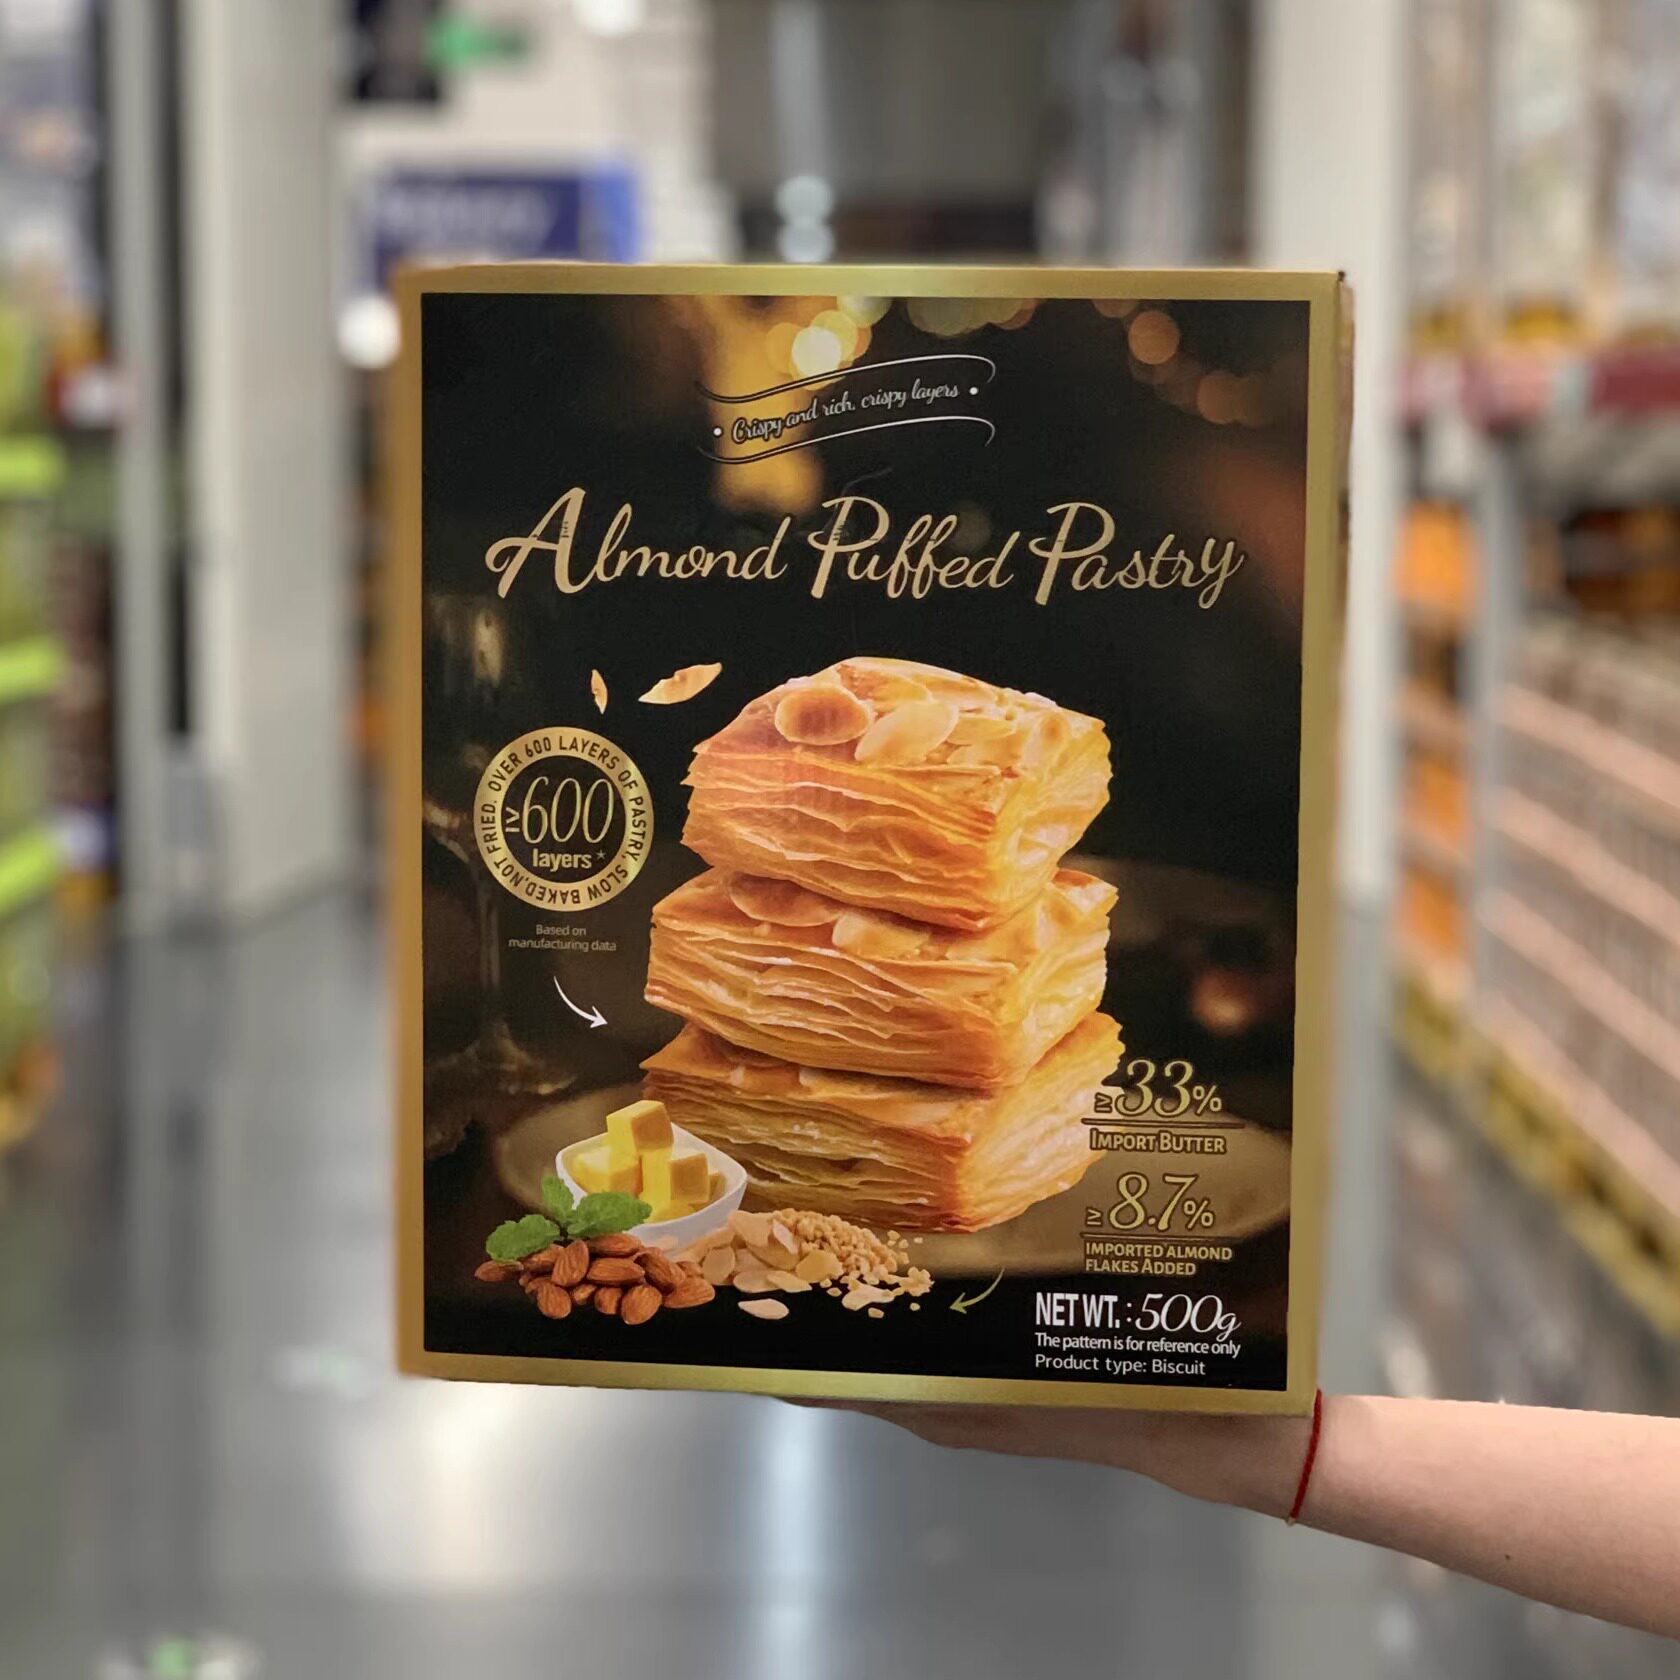 • Crispy and rich, crispy layers •
Almond Puffed Pastry
OVER 600 LAYERS OF PASTRY, SLOW BAKED, NOT FRIED.
≥600
layers*
Based on
manufacturing data
≥33%
IMPORT BUTTER
≥8.7%
IMPORTED ALMOND
FLAKES ADDED
NET WT.:500g
The pattern is for reference only
Product type: Biscuit